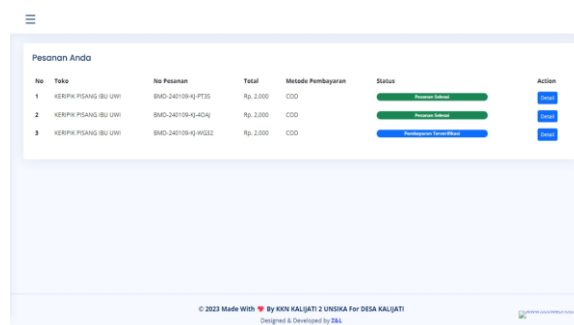 Pesanan Anda
No Toko No Pesanan Total Metode Pembayaran Status Action
1 KERIPIK PISANG IBU UWI BMD-240109-KJ-PT3S Rp. 2,000 COD Pesanan Selesai Detail
2 KERIPIK PISANG IBU UWI BMD-240109-KJ-4OAJ Rp. 2,000 COD Pesanan Selesai Detail
3 KERIPIK PISANG IBU UWI BMD-240109-KJ-WG32 Rp. 2,000 COD Pembayaran Terverifikasi Detail
© 2023 Made With ❤ By KKN KALIJATI 2 UNSIKA For DESA KALIJATI
Designed & Developed by Z&L